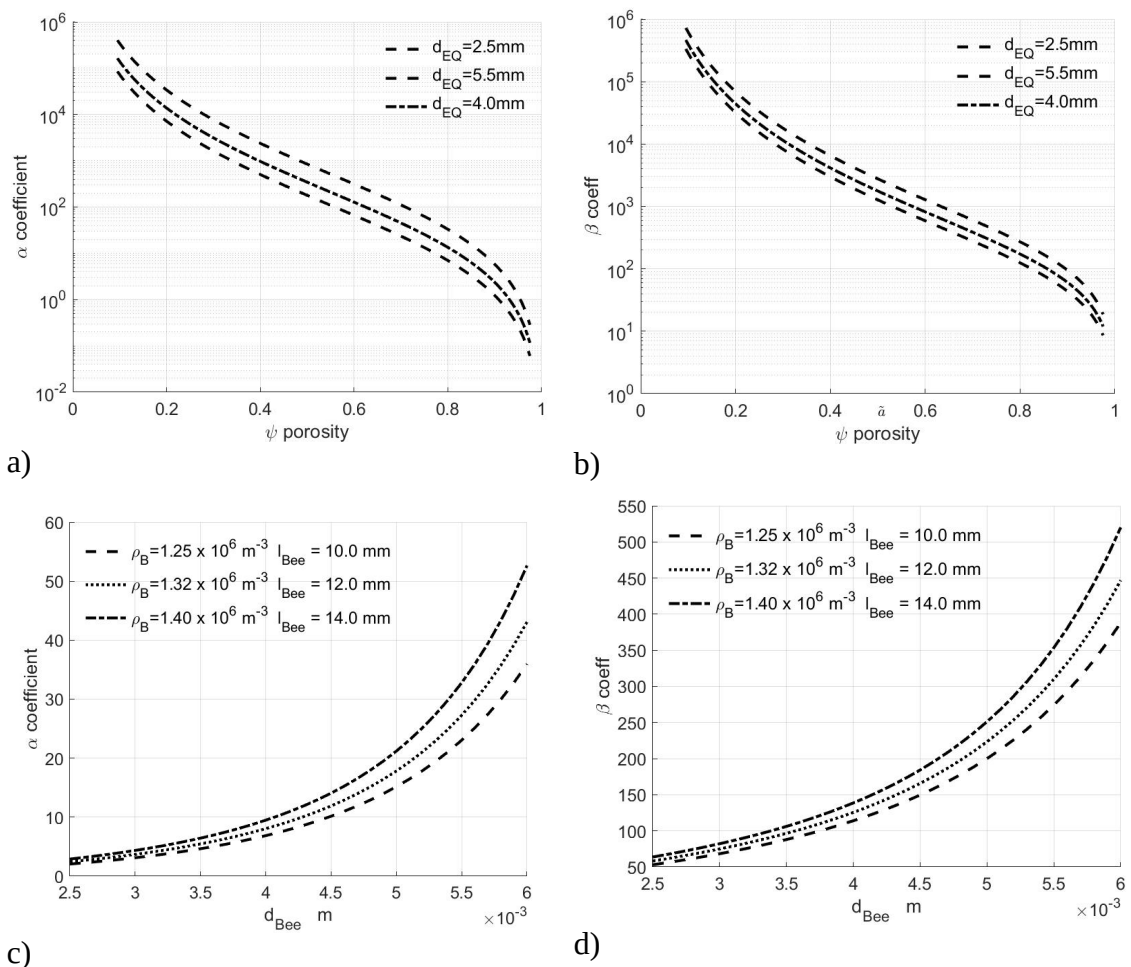 10^6
10^4
10^2
10^0
10^-2
α coefficient
d_EQ=2.5mm
d_EQ=5.5mm
d_EQ=4.0mm
0 0.2 0.4 0.6 0.8 1
ψ porosity
a)
10^6
10^5
10^4
10^3
10^2
10^1
10^0
β coeff
d_EQ=2.5mm
d_EQ=5.5mm
d_EQ=4.0mm
0 0.2 0.4 ã 0.6 0.8 1
ψ porosity
b)
60
50
40
30
20
10
0
α coefficient
ρ_B=1.25 x 10^6 m^-3 l_Bee = 10.0 mm
ρ_B=1.32 x 10^6 m^-3 l_Bee = 12.0 mm
ρ_B=1.40 x 10^6 m^-3 l_Bee = 14.0 mm
2.5 3 3.5 4 4.5 5 5.5 6
d_Bee m ×10^-3
c)
550
500
450
400
350
300
250
200
150
100
50
β coeff
ρ_B=1.25 x 10^6 m^-3 l_Bee = 10.0 mm
ρ_B=1.32 x 10^6 m^-3 l_Bee = 12.0 mm
ρ_B=1.40 x 10^6 m^-3 l_Bee = 14.0 mm
2.5 3 3.5 4 4.5 5 5.5 6
d_Bee m ×10^-3
d)